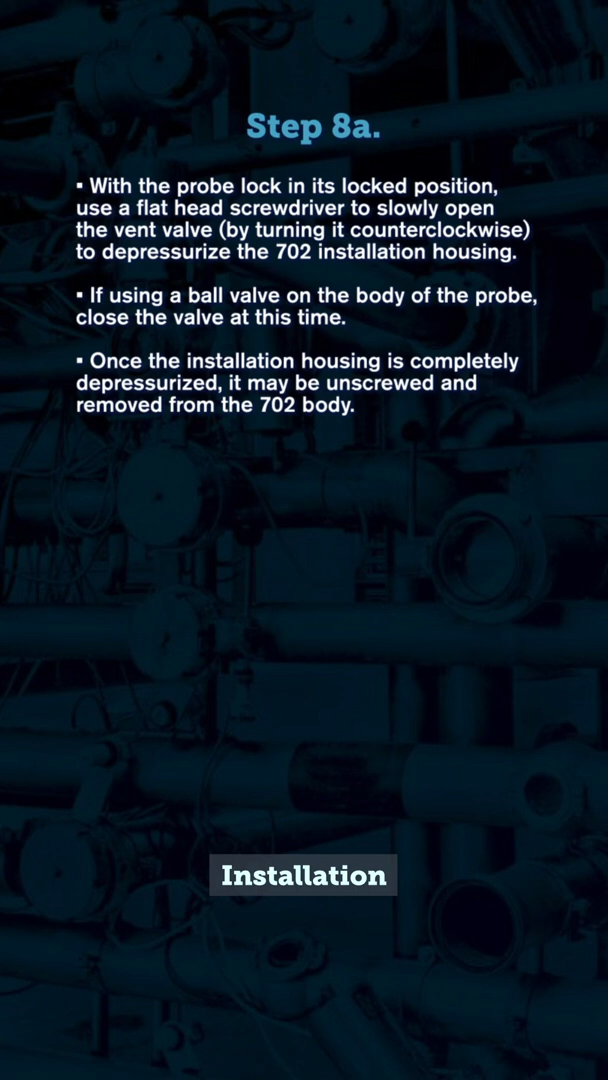 Step 8a.
▪ With the probe lock in its locked position,
use a flat head screwdriver to slowly open
the vent valve (by turning it counterclockwise)
to depressurize the 702 installation housing.
▪ If using a ball valve on the body of the probe,
close the valve at this time.
▪ Once the installation housing is completely
depressurized, it may be unscrewed and
removed from the 702 body.
Installation